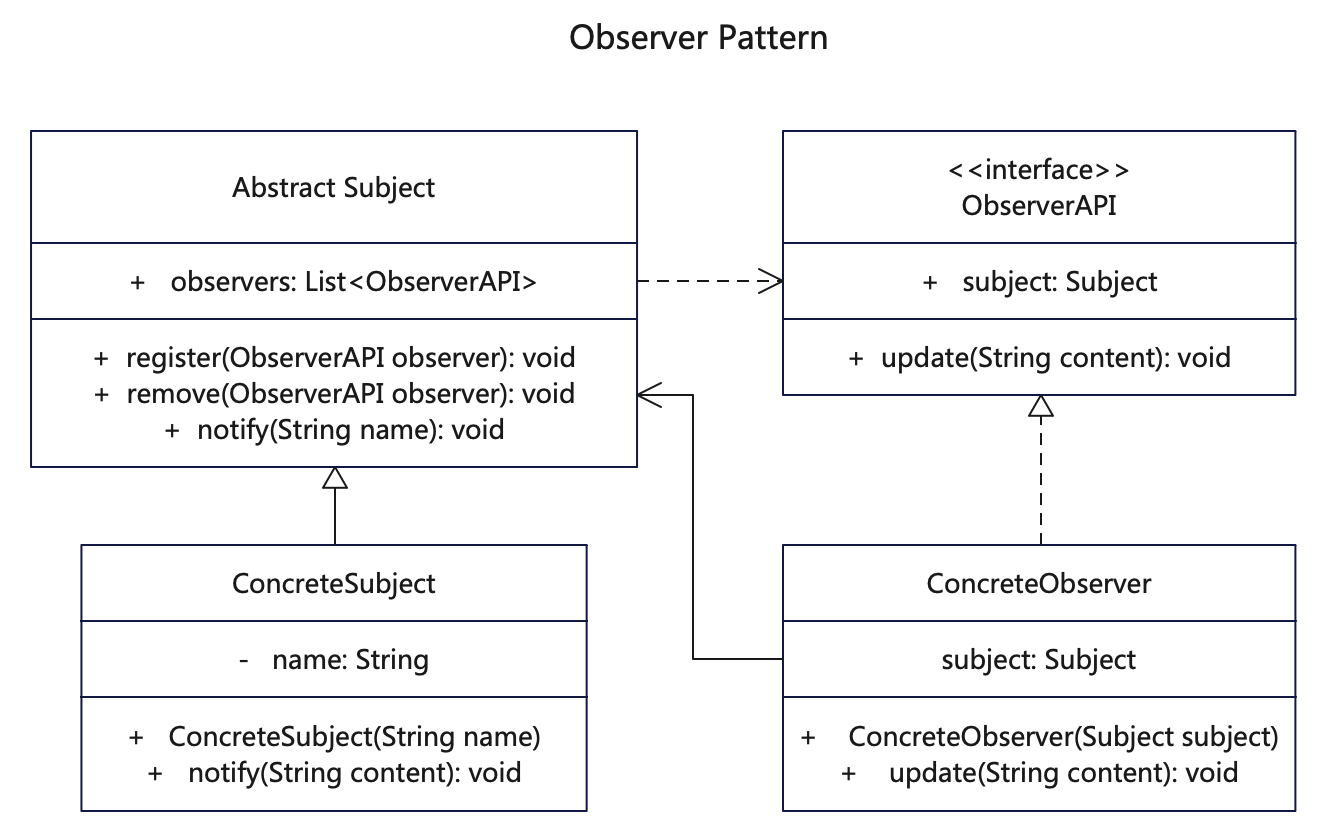 Observer Pattern
Abstract Subject
+ observers: List<ObserverAPI>
+ register(ObserverAPI observer): void
+ remove(ObserverAPI observer): void
+ notify(String name): void
<<interface>>
ObserverAPI
+ subject: Subject
+ update(String content): void
ConcreteSubject
- name: String
+ ConcreteSubject(String name)
+ notify(String content): void
ConcreteObserver
subject: Subject
+ ConcreteObserver(Subject subject)
+ update(String content): void